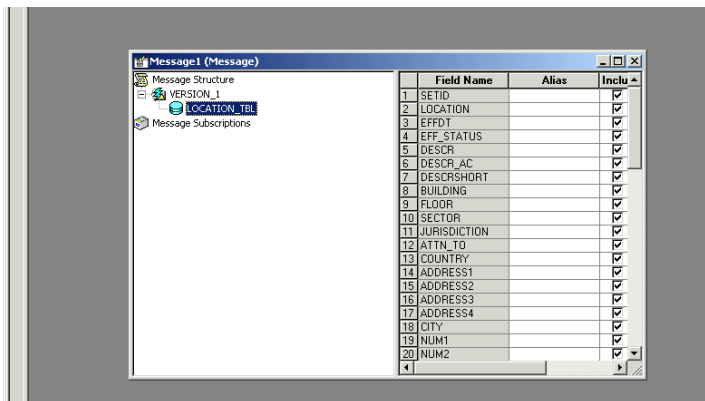 Message1 (Message)
Message Structure
VERSION_1
LOCATION_TBL
Message Subscriptions
Field Name Alias Inclu
1 SETID
2 LOCATION
3 EFFDT
4 EFF_STATUS
5 DESCR
6 DESCR_AC
7 DESCRSHORT
8 BUILDING
9 FLOOR
10 SECTOR
11 JURISDICTION
12 ATTN_TO
13 COUNTRY
14 ADDRESS1
15 ADDRESS2
16 ADDRESS3
17 ADDRESS4
18 CITY
19 NUM1
20 NUM2